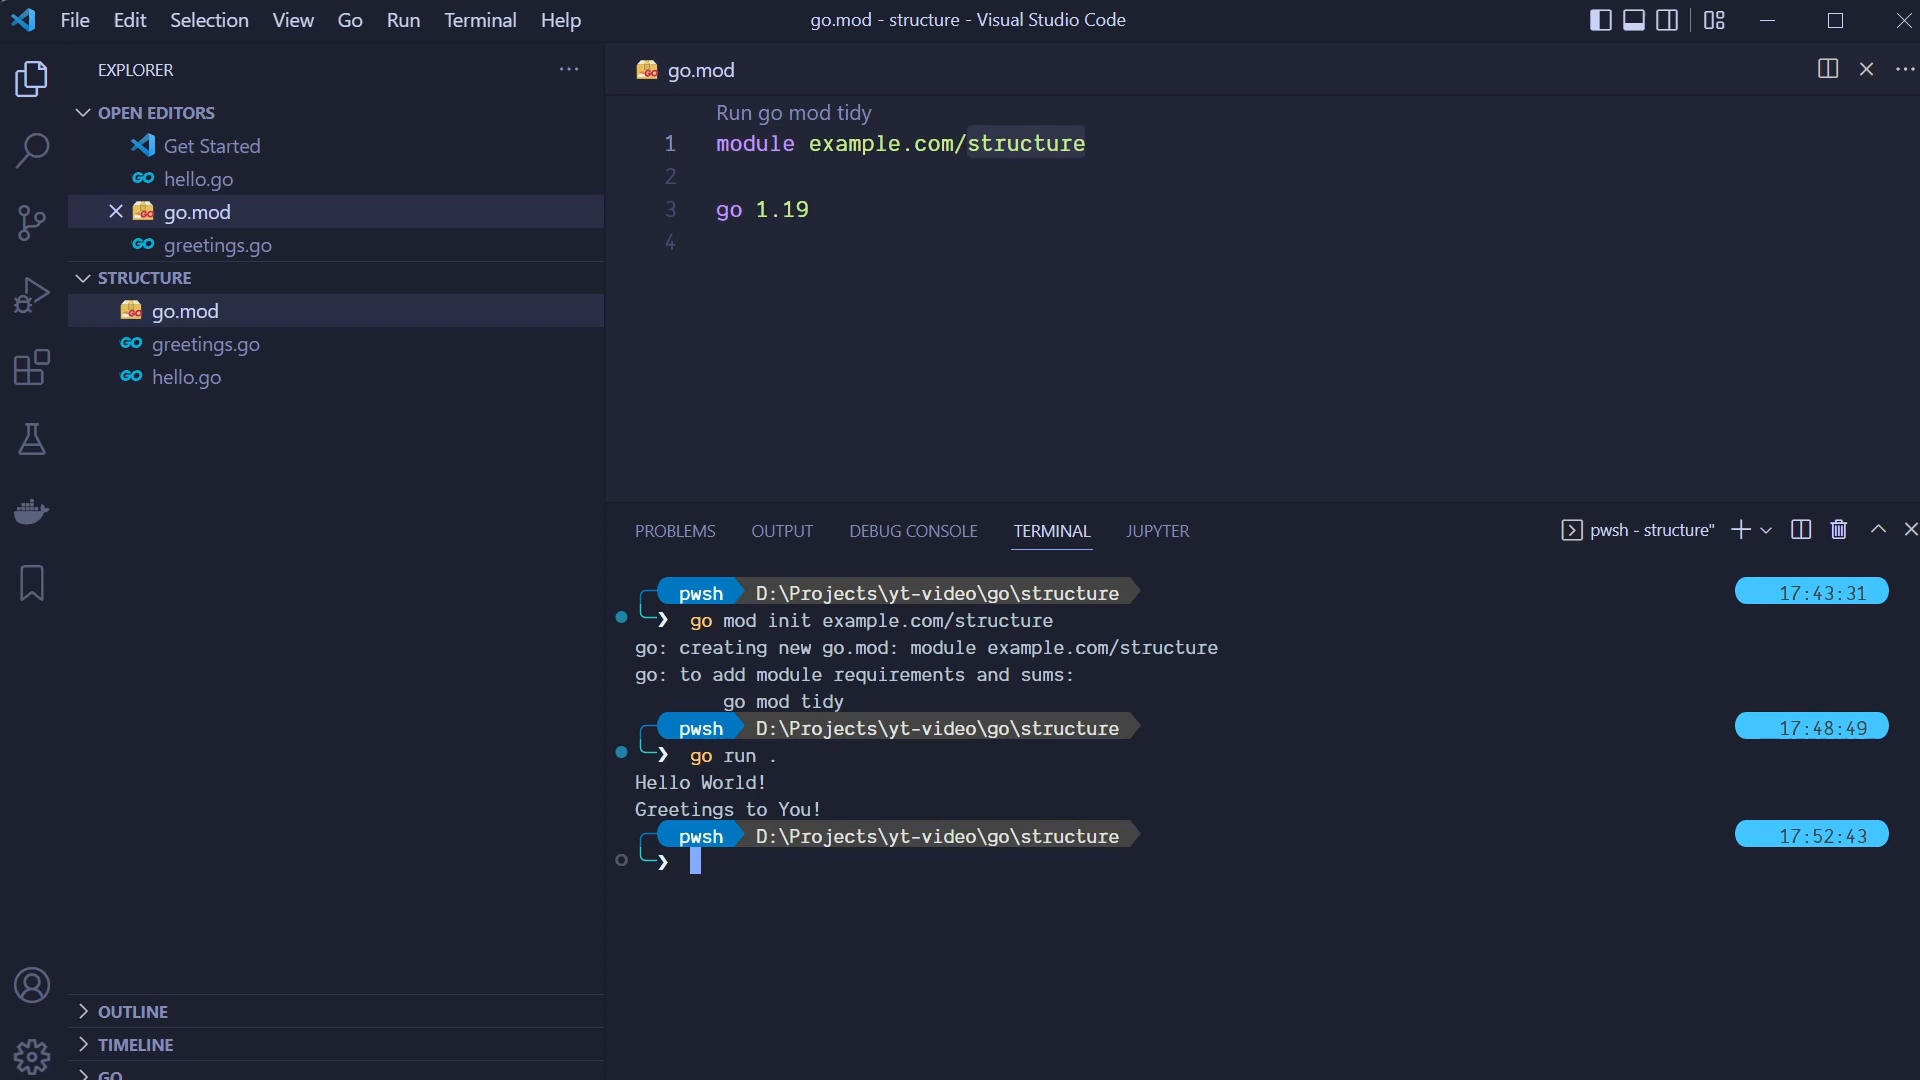 File Edit Selection View Go Run Terminal Help
go.mod - structure - Visual Studio Code
EXPLORER
OPEN EDITORS
Get Started
hello.go
go.mod
greetings.go
STRUCTURE
go.mod
greetings.go
hello.go
OUTLINE
TIMELINE
GO
go.mod
Run go mod tidy
1 module example.com/structure
2
3 go 1.19
4
PROBLEMS OUTPUT DEBUG CONSOLE TERMINAL JUPYTER
pwsh - structure"
pwsh D:\Projects\yt-video\go\structure 17:43:31
❯ go mod init example.com/structure
go: creating new go.mod: module example.com/structure
go: to add module requirements and sums:
go mod tidy
pwsh D:\Projects\yt-video\go\structure 17:48:49
❯ go run .
Hello World!
Greetings to You!
pwsh D:\Projects\yt-video\go\structure 17:52:43
❯